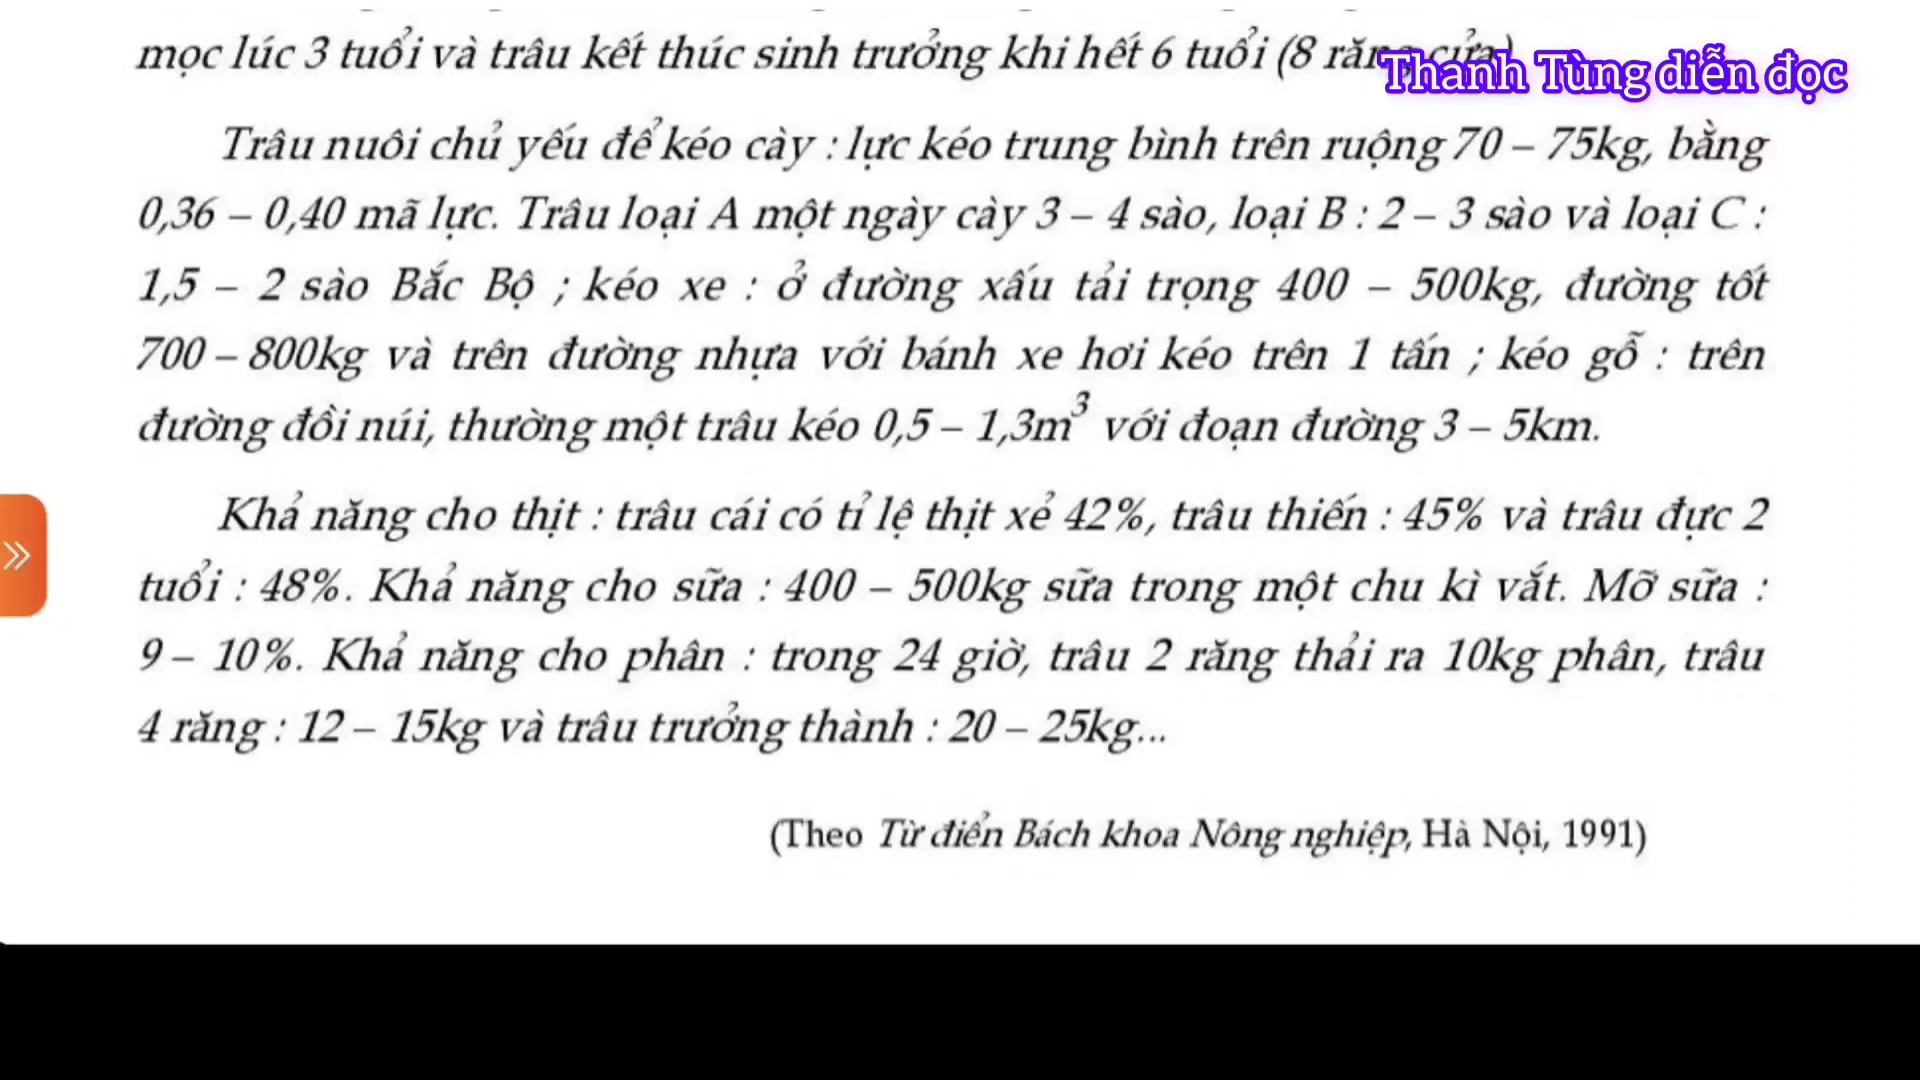 mọc lúc 3 tuổi và trâu kết thúc sinh trưởng khi hết 6 tuổi (8 răng cửa)
Thanh Tùng diễn đọc
Trâu nuôi chủ yếu để kéo cày : lực kéo trung bình trên ruộng 70 – 75kg, bằng
0,36 – 0,40 mã lực. Trâu loại A một ngày cày 3 – 4 sào, loại B : 2 – 3 sào và loại C :
1,5 – 2 sào Bắc Bộ ; kéo xe : ở đường xấu tải trọng 400 – 500kg, đường tốt
700 – 800kg và trên đường nhựa với bánh xe hơi kéo trên 1 tấn ; kéo gỗ : trên
đường đồi núi, thường một trâu kéo 0,5 – 1,3m³ với đoạn đường 3 – 5km.
Khả năng cho thịt : trâu cái có tỉ lệ thịt xẻ 42%, trâu thiến : 45% và trâu đực 2
tuổi : 48%. Khả năng cho sữa : 400 – 500kg sữa trong một chu kì vắt. Mỡ sữa :
9 – 10%. Khả năng cho phân : trong 24 giờ, trâu 2 răng thải ra 10kg phân, trâu
4 răng : 12 – 15kg và trâu trưởng thành : 20 – 25kg...
(Theo Từ điển Bách khoa Nông nghiệp, Hà Nội, 1991)